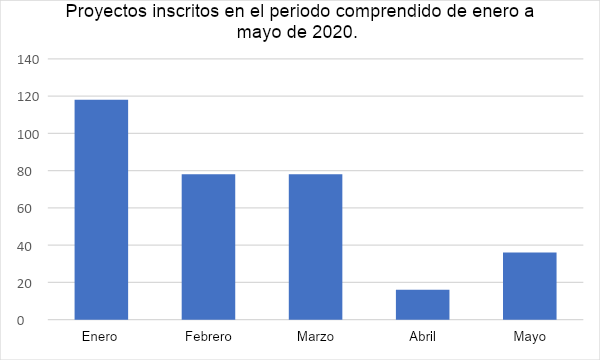 Proyectos inscritos en el periodo comprendido de enero a
mayo de 2020.
140
120
100
80
60
40
20
0
Enero Febrero Marzo Abril Mayo